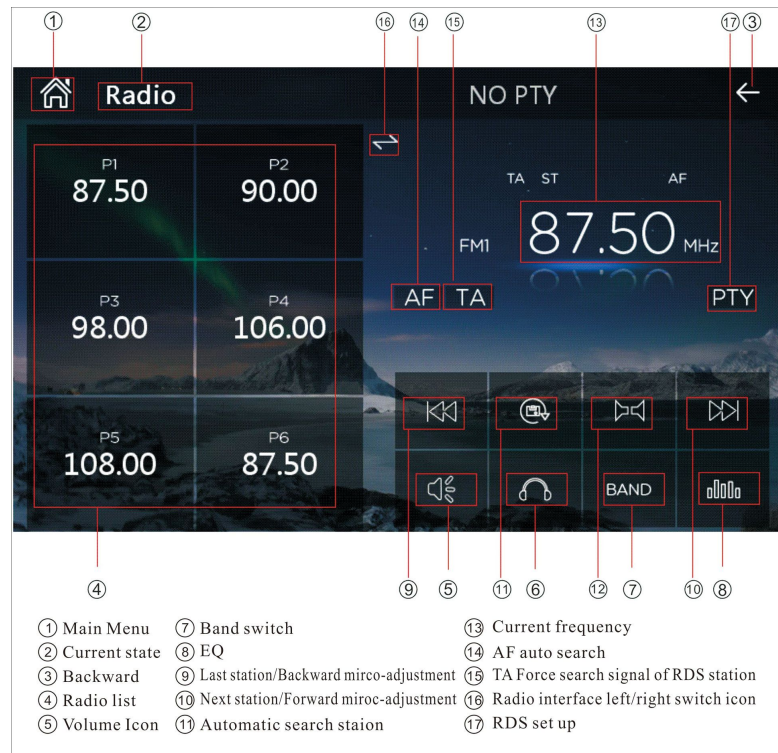 ① ② ⑯ ⑭ ⑮ ⑬ ⑰ ③
Radio
NO PTY
P1
87.50
P2
90.00
P3
98.00
P4
106.00
P5
108.00
P6
87.50
TA ST AF
FM1 87.50 MHz
AF TA PTY
BAND
④ ⑨ ⑤ ⑪ ⑥ ⑫ ⑦ ⑩ ⑧
① Main Menu
② Current state
③ Backward
④ Radio list
⑤ Volume Icon
⑦ Band switch
⑧ EQ
⑨ Last station/Backward mirco-adjustment
⑩ Next station/Forward miroc-adjustment
⑪ Automatic search staion
⑬ Current frequency
⑭ AF auto search
⑮ TA Force search signal of RDS station
⑯ Radio interface left/right switch icon
⑰ RDS set up